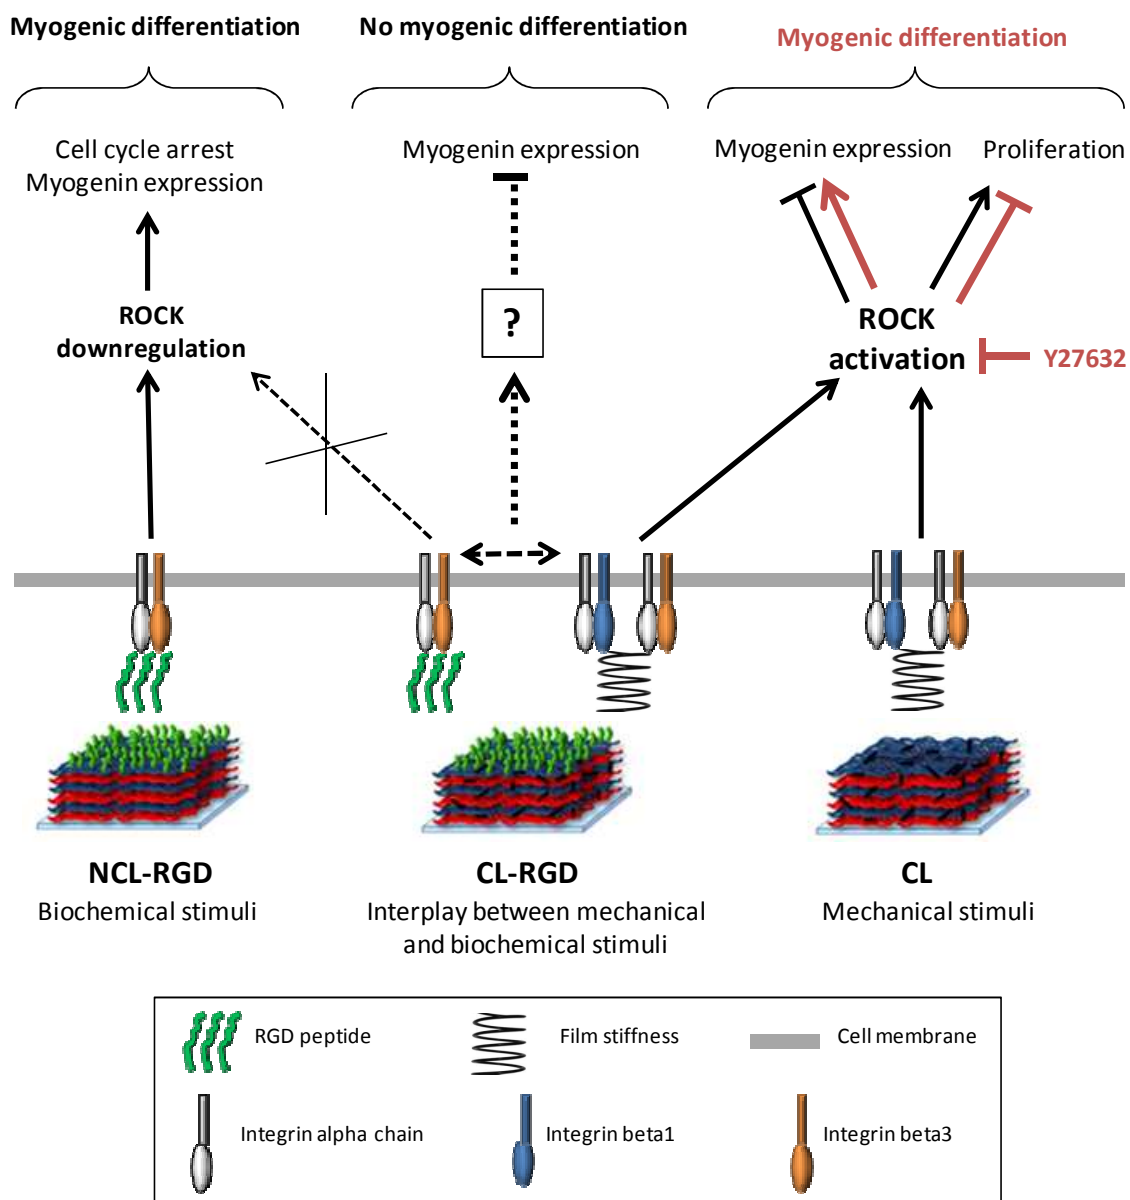 Myogenic differentiation
No myogenic differentiation
Myogenic differentiation
Cell cycle arrest
Myogenin expression
Myogenin expression
Myogenin expression
Proliferation
ROCK
downregulation
?
ROCK
activation
Y27632
NCL-RGD
Biochemical stimuli
CL-RGD
Interplay between mechanical
and biochemical stimuli
CL
Mechanical stimuli
RGD peptide
Film stiffness
Cell membrane
Integrin alpha chain
Integrin beta1
Integrin beta3